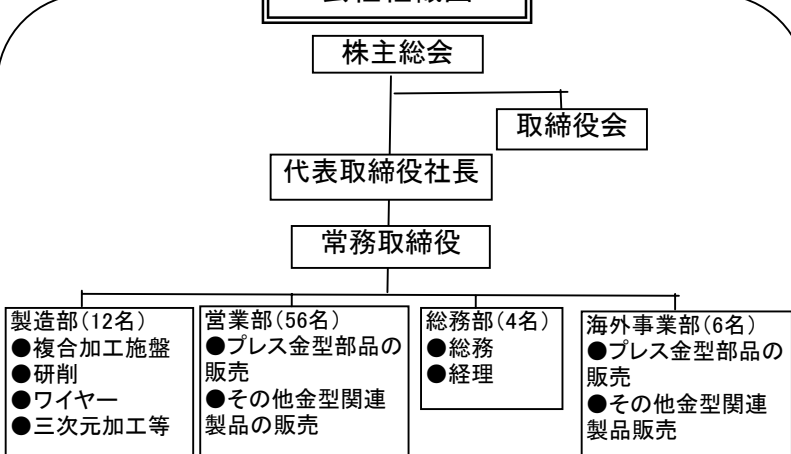 株主総会
取締役会
代表取締役社長
常務取締役
製造部(12名)
●複合加工施盤
●研削
●ワイヤー
●三次元加工等
営業部(56名)
●プレス金型部品の
販売
●その他金型関連
製品の販売
総務部(4名)
●総務
●経理
海外事業部(6名)
●プレス金型部品の
販売
●その他金型関連
製品販売